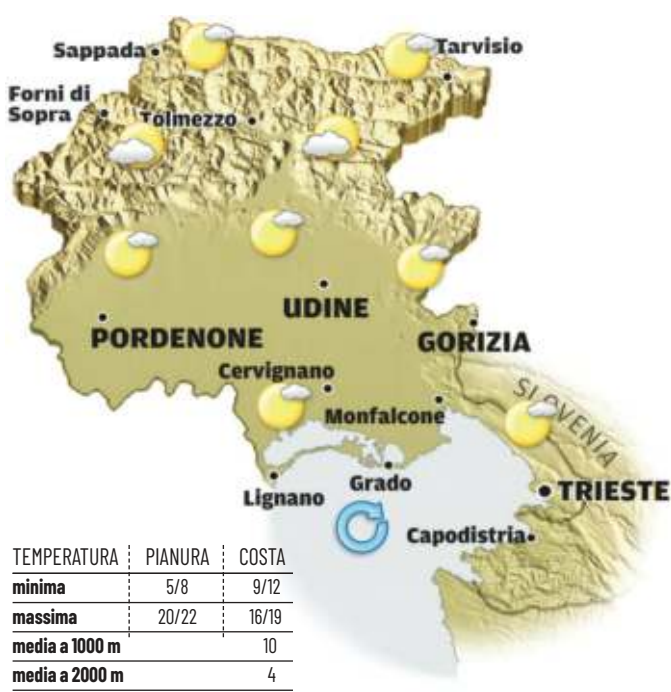 Sappada
Tarvisio
Forni di
Sopra
Tolmezzo
UDINE
PORDENONE
GORIZIA
Cervignano
SLOVENIA
Monfalcone
Grado
Lignano
TRIESTE
Capodistria
TEMPERATURA PIANURA COSTA
minima 5/8 9/12
massima 20/22 16/19
media a 1000 m 10
media a 2000 m 4